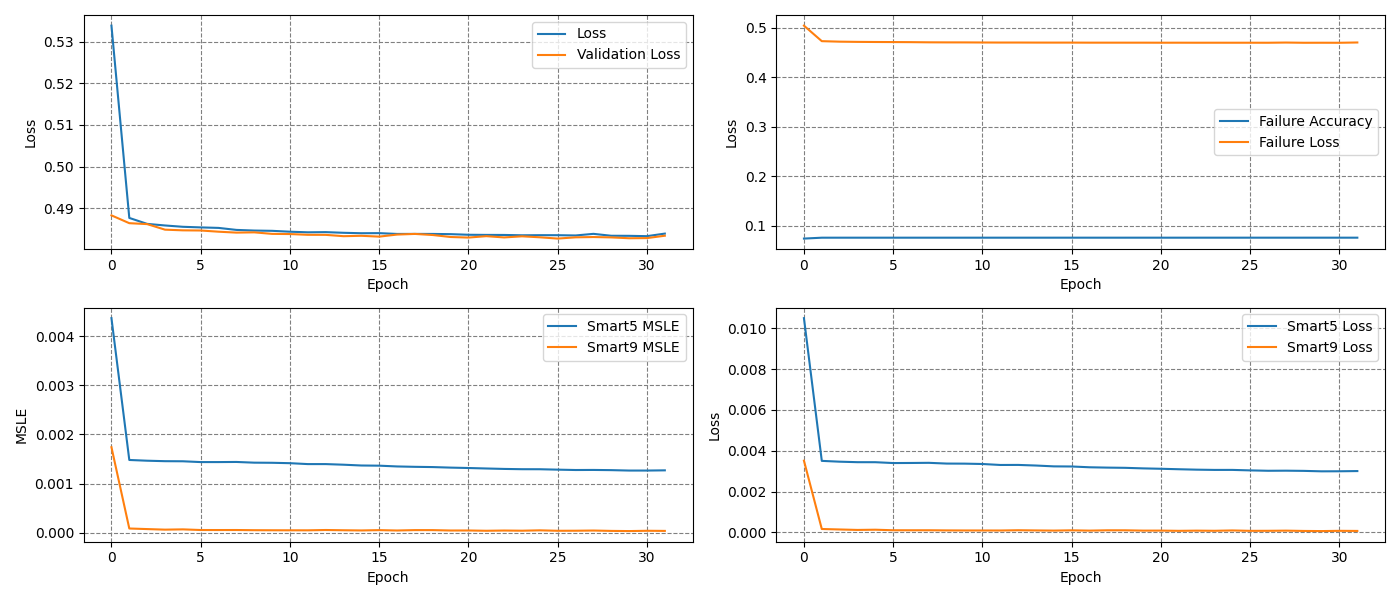 Loss
Validation Loss
0.53
0.52
0.51
0.50
0.49
Loss
0 5 10 15 20 25 30
Epoch
Failure Accuracy
Failure Loss
0.5
0.4
0.3
0.2
0.1
Loss
0 5 10 15 20 25 30
Epoch
Smart5 MSLE
Smart9 MSLE
0.004
0.003
0.002
0.001
0.000
MSLE
0 5 10 15 20 25 30
Epoch
Smart5 Loss
Smart9 Loss
0.010
0.008
0.006
0.004
0.002
0.000
Loss
0 5 10 15 20 25 30
Epoch